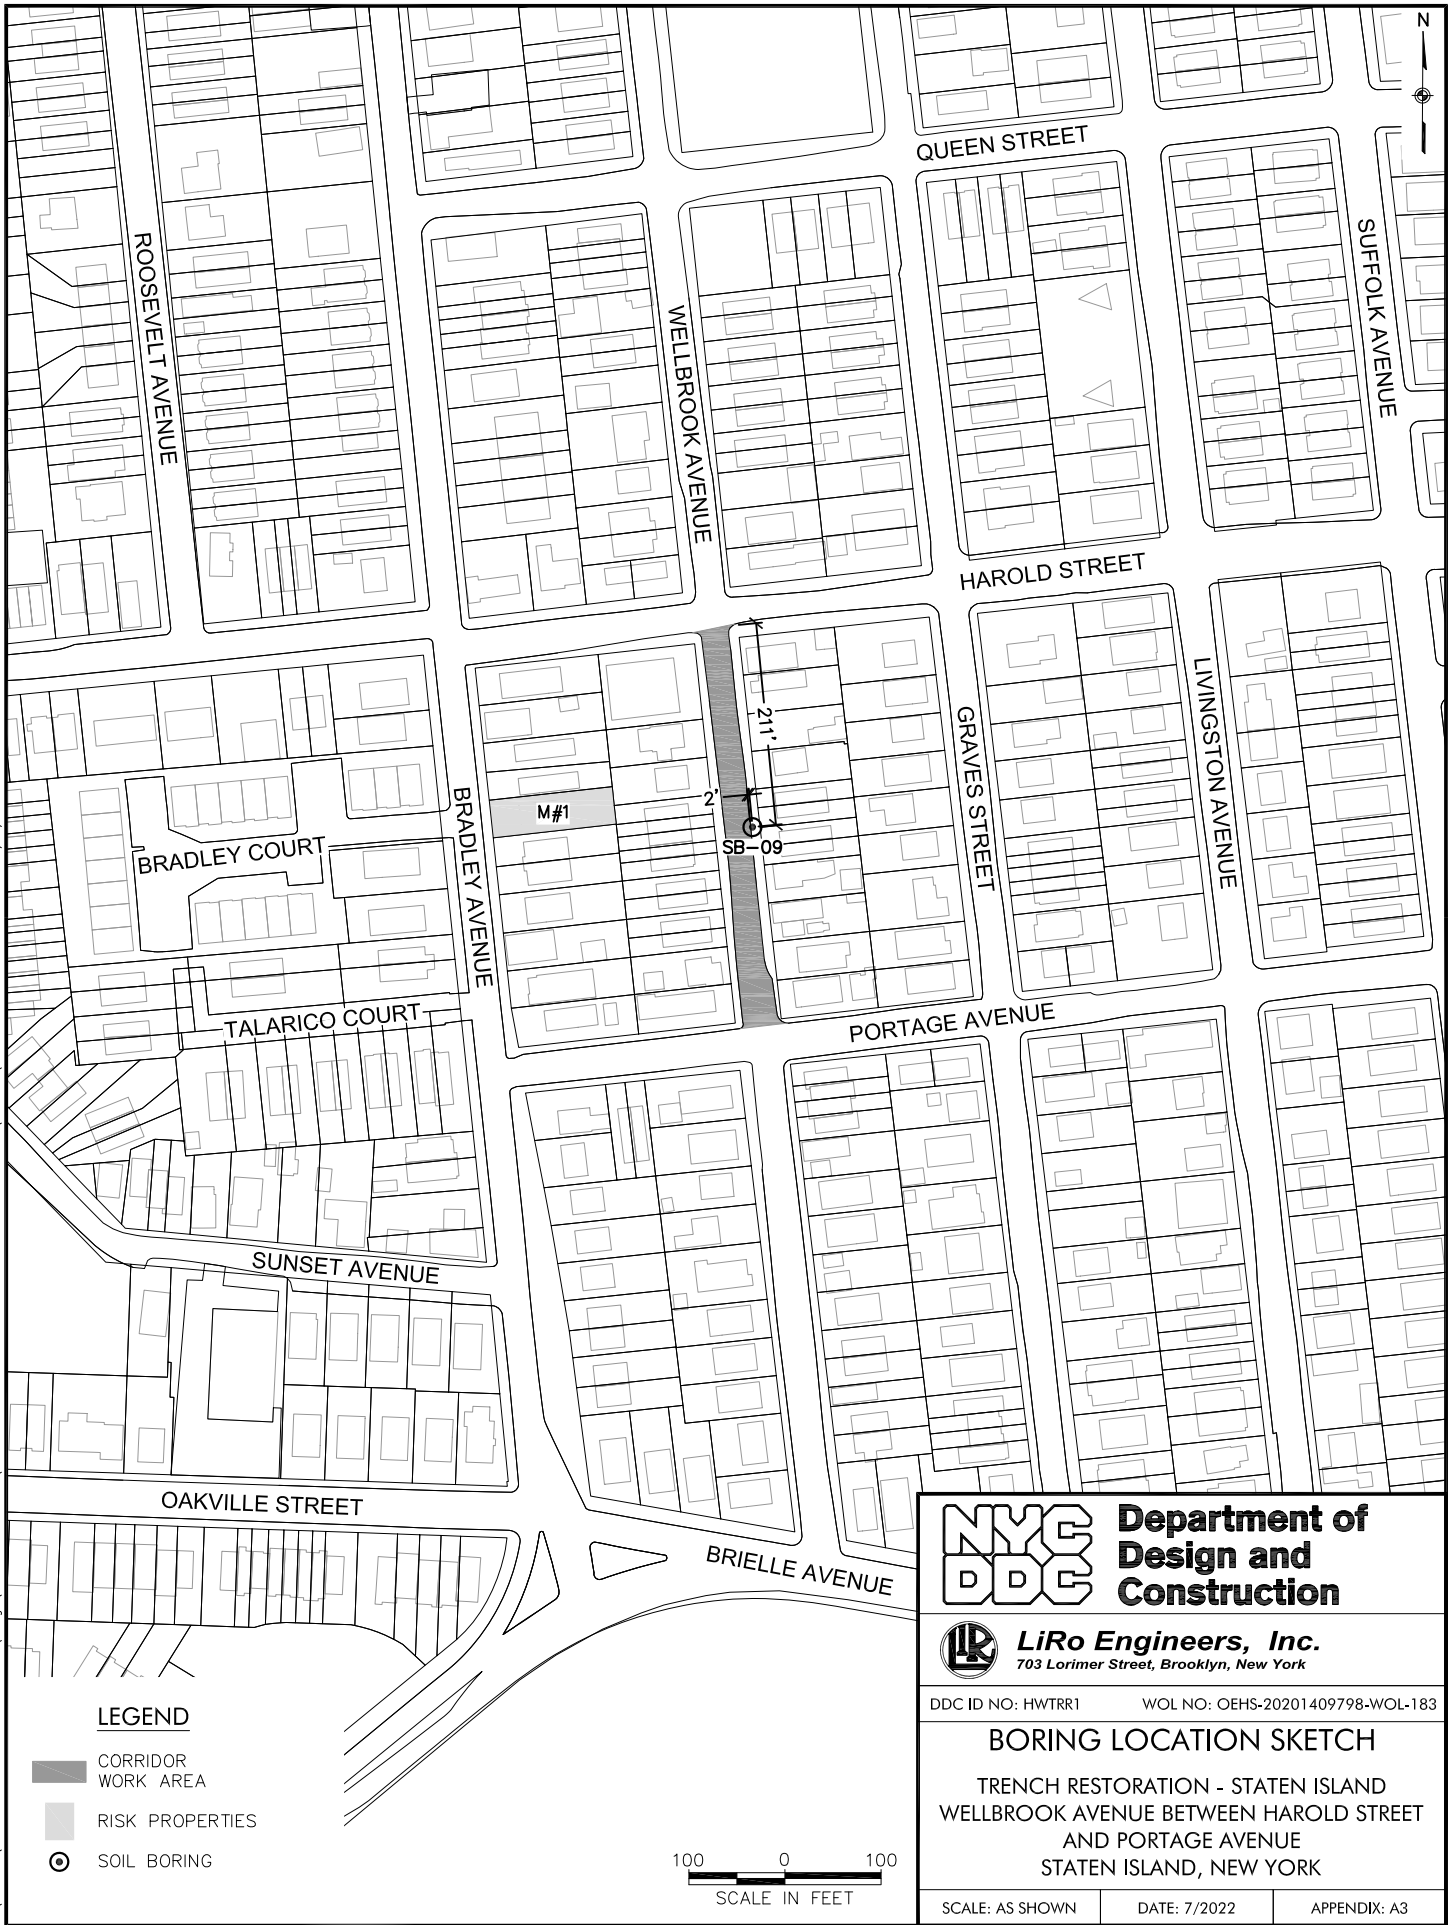 N
QUEEN STREET
ROOSEVELT AVENUE
SUFFOLK AVENUE
WELLBROOK AVENUE
HAROLD STREET
211'
LIVINGSTON AVENUE
GRAVES STREET
BRADLEY AVENUE
M#1
2'
SB-09
BRADLEY COURT
TALARICO COURT
PORTAGE AVENUE
SUNSET AVENUE
OAKVILLE STREET
BRIELLE AVENUE
LEGEND
CORRIDOR
WORK AREA
RISK PROPERTIES
SOIL BORING
100 0 100
SCALE IN FEET
NYC
DDC
Department of
Design and
Construction
LiRo
LiRo Engineers, Inc.
703 Lorimer Street, Brooklyn, New York
DDC ID NO: HWTRR1 WOL NO: OEHS-20201409798-WOL-183
BORING LOCATION SKETCH
TRENCH RESTORATION - STATEN ISLAND
WELLBROOK AVENUE BETWEEN HAROLD STREET
AND PORTAGE AVENUE
STATEN ISLAND, NEW YORK
SCALE: AS SHOWN DATE: 7/2022 APPENDIX: A3